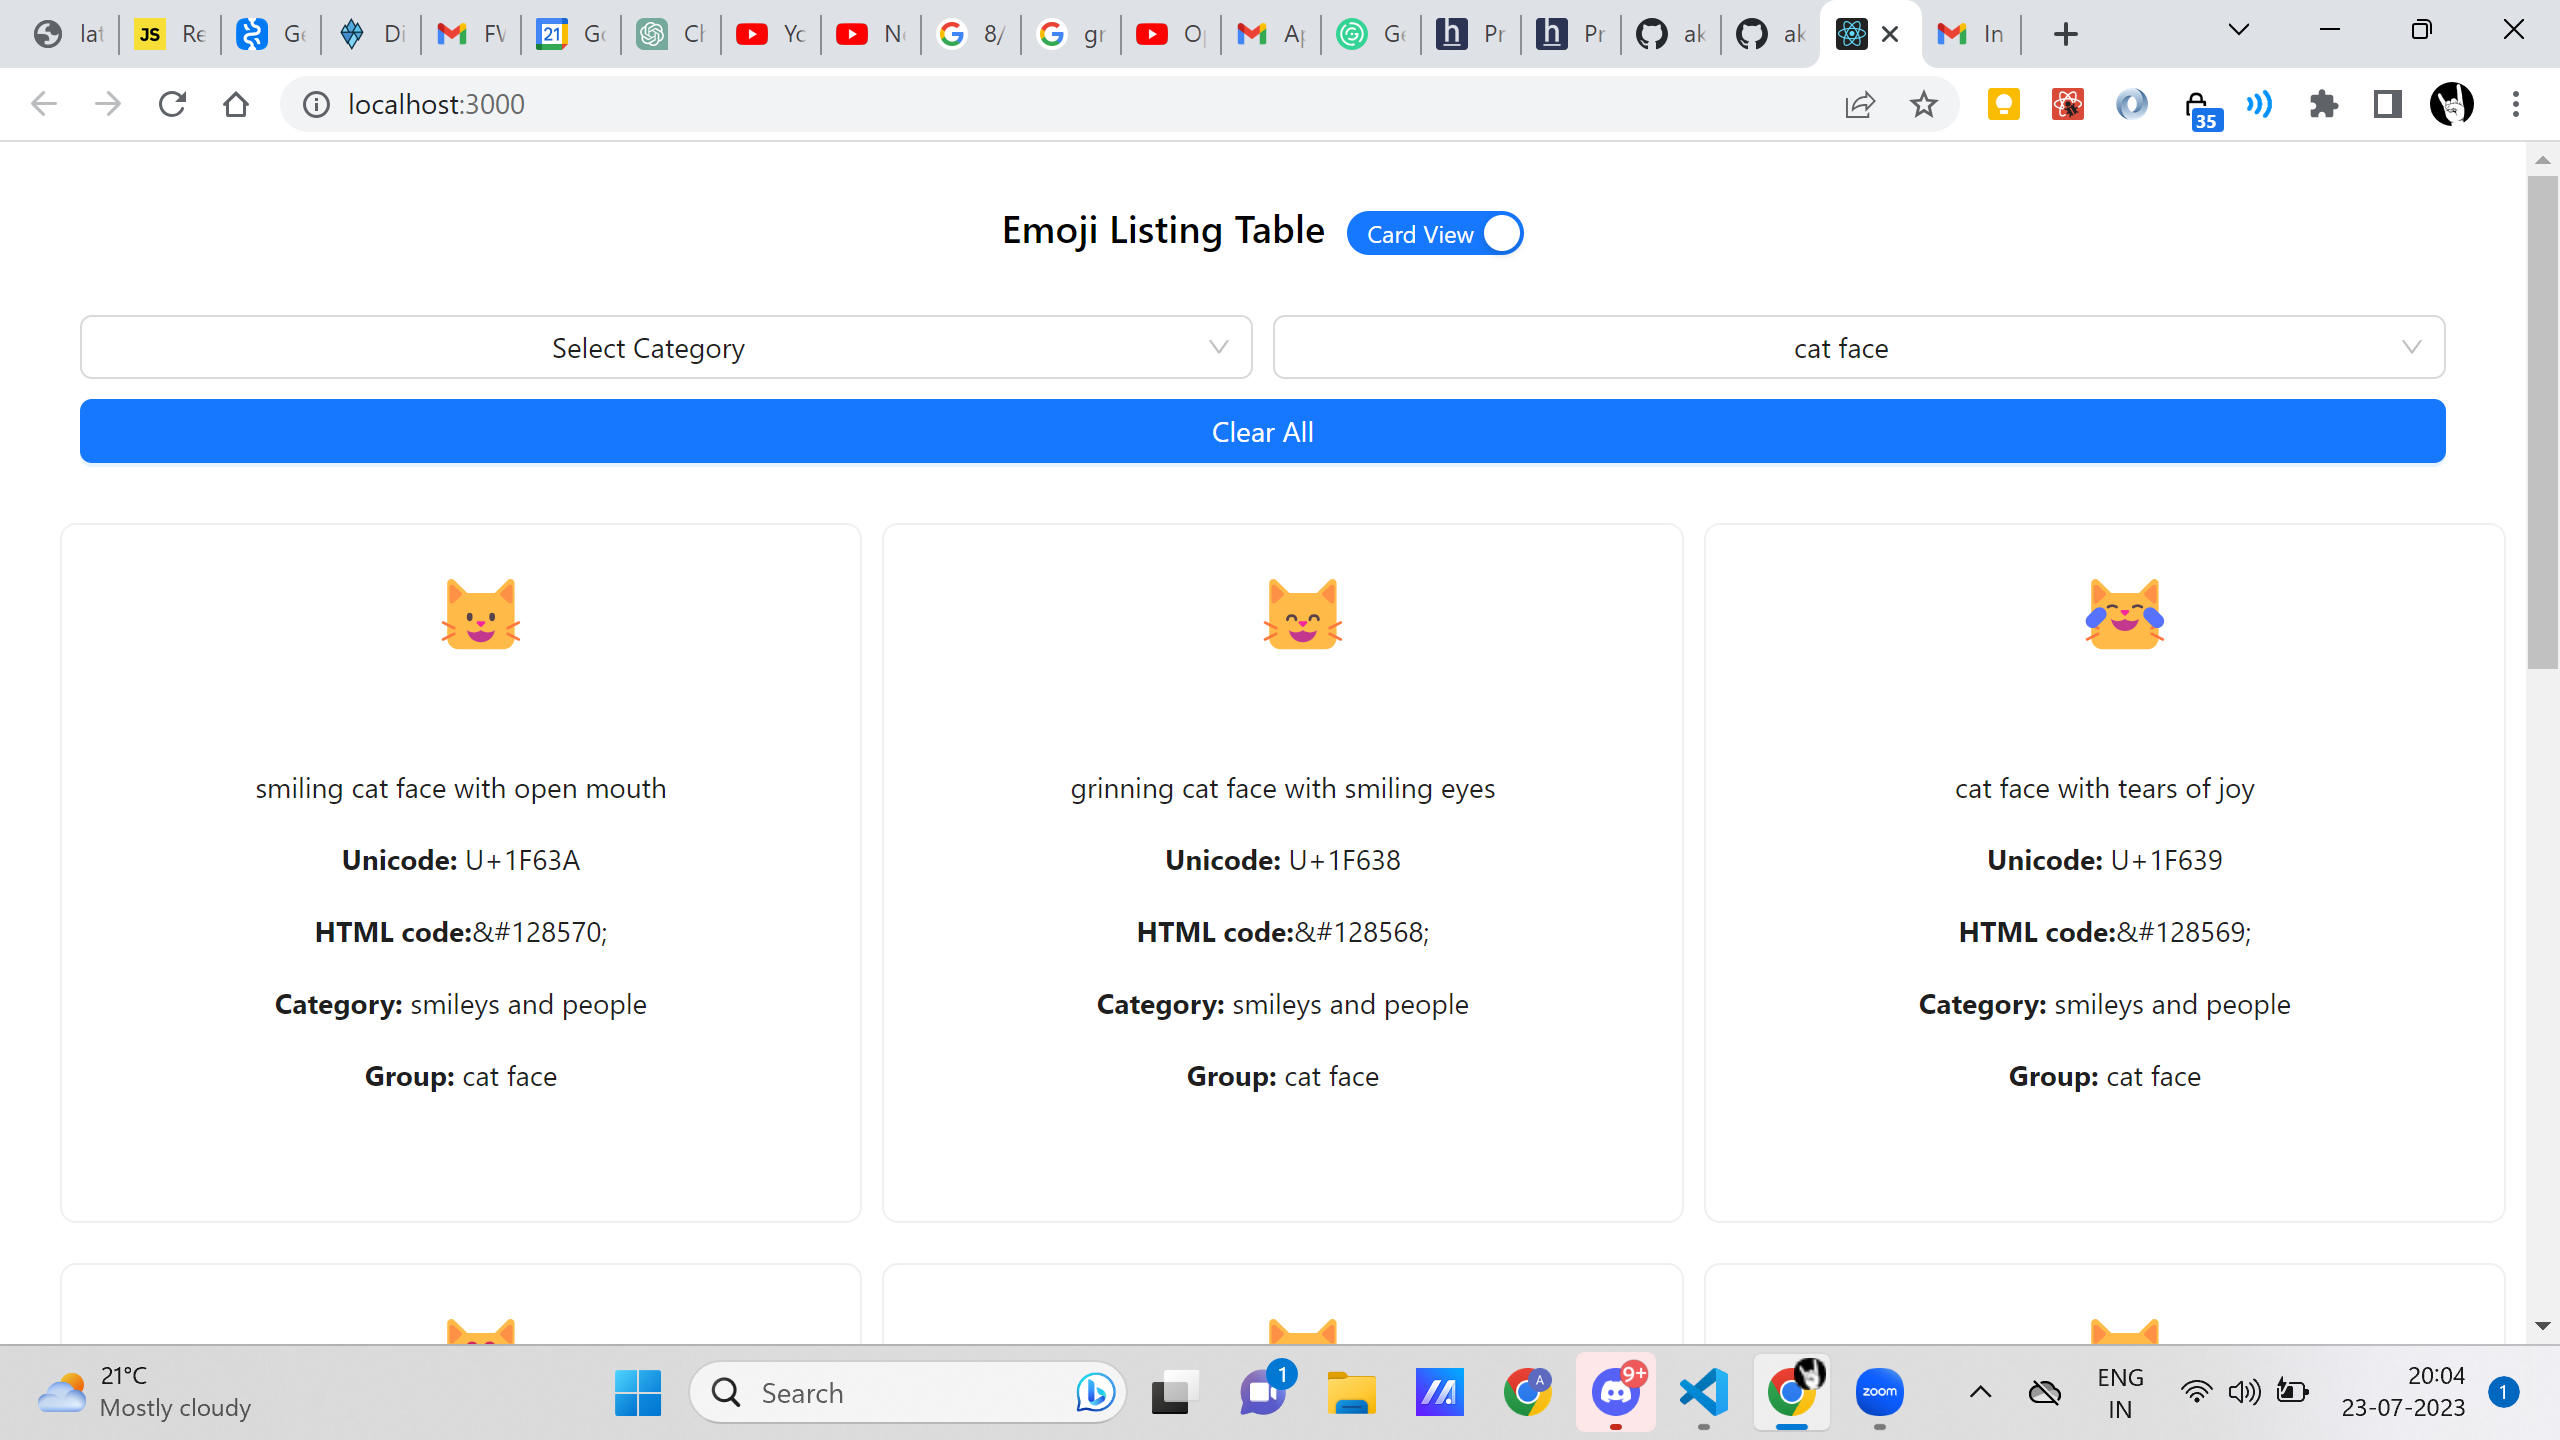 lat Re Ge Di FW Go Ch Yo Ne 8/ gr Op Ap Ge Pr Pr ak ak In
localhost:3000
35
Emoji Listing Table Card View
Select Category cat face
Clear All
smiling cat face with open mouth grinning cat face with smiling eyes cat face with tears of joy
Unicode: U+1F63A Unicode: U+1F638 Unicode: U+1F639
HTML code:&#128570; HTML code:&#128568; HTML code:&#128569;
Category: smileys and people Category: smileys and people Category: smileys and people
Group: cat face Group: cat face Group: cat face
21°C
Mostly cloudy
Search
1
A
9+
zoom
ENG
IN
20:04
23-07-2023
1